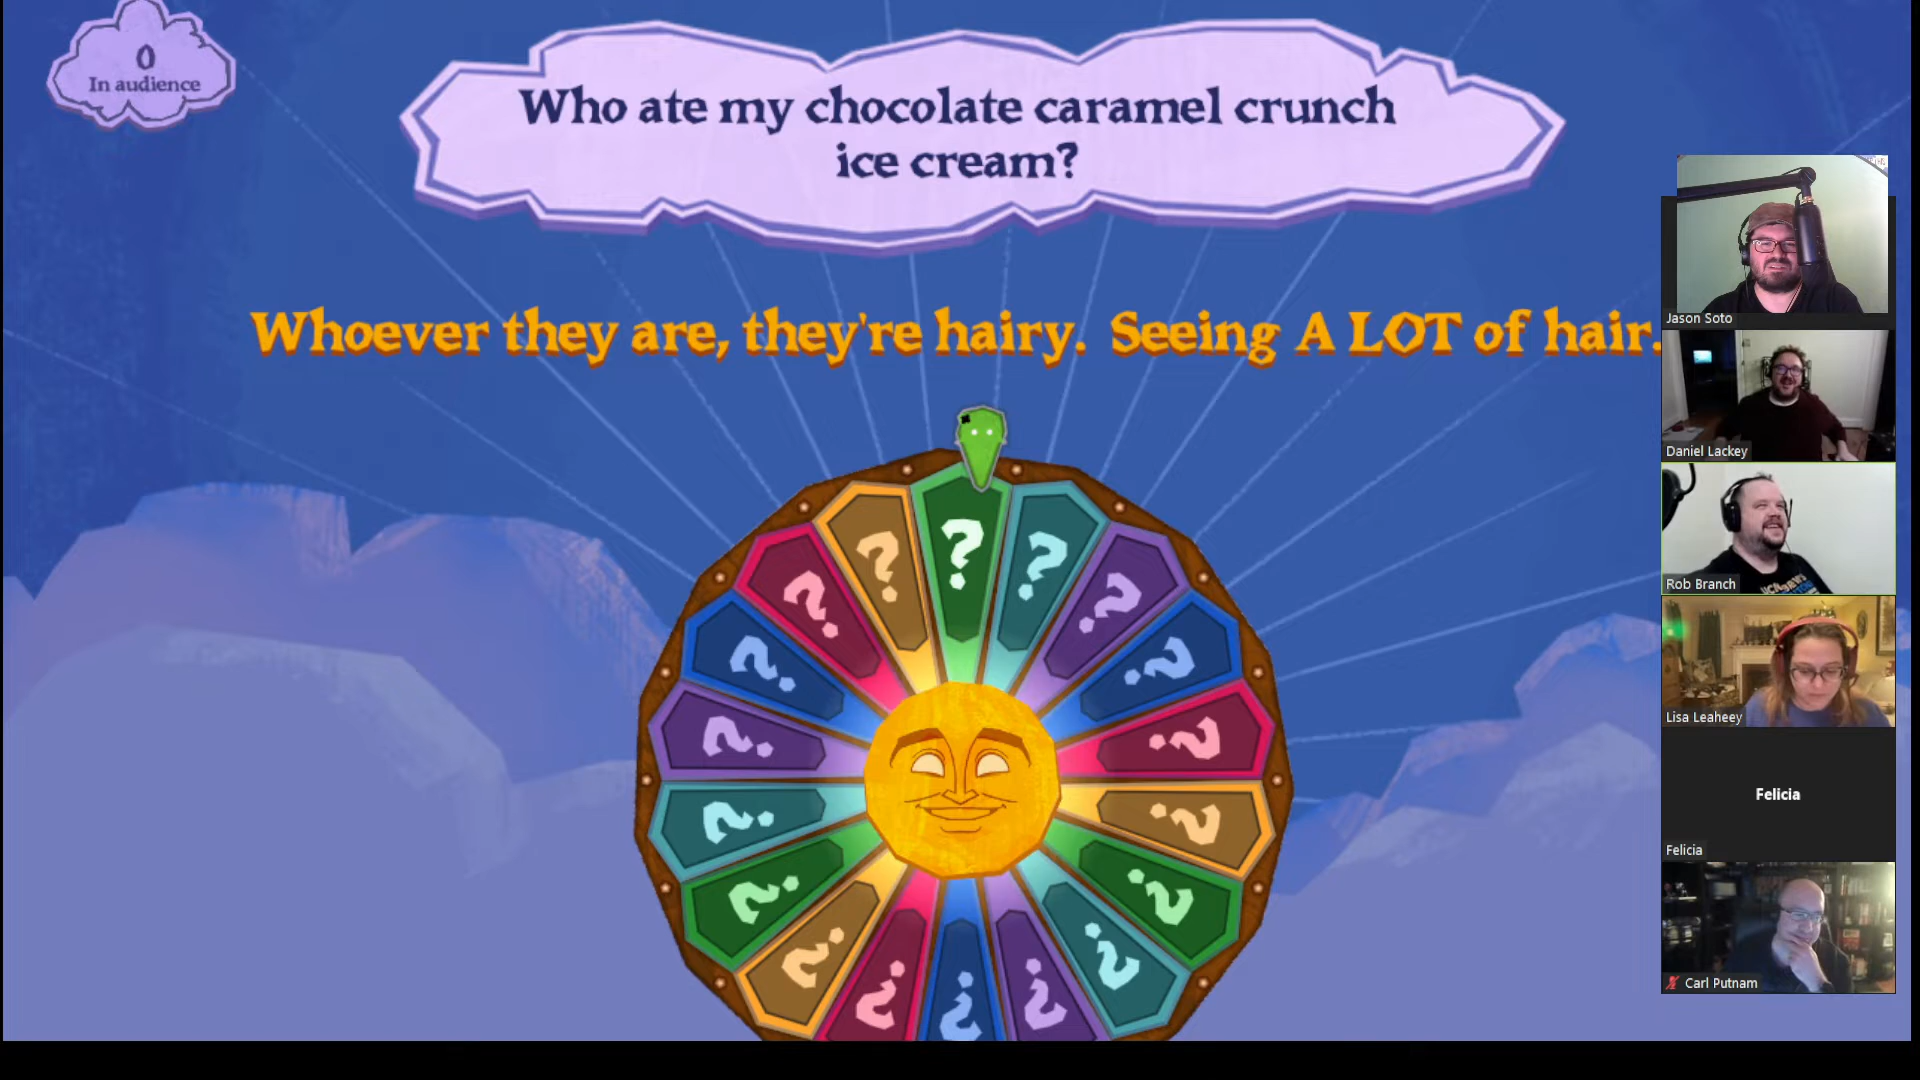 0
In audience
Who ate my chocolate caramel crunch
ice cream?
Whoever they are, they're hairy. Seeing A LOT of hair.
? ? ? ? ? ? ? ? ? ? ? ? ? ? ? ? ? ?
Jason Soto
Daniel Lackey
Rob Branch
Lisa Leaheey
Felicia
Felicia
Carl Putnam